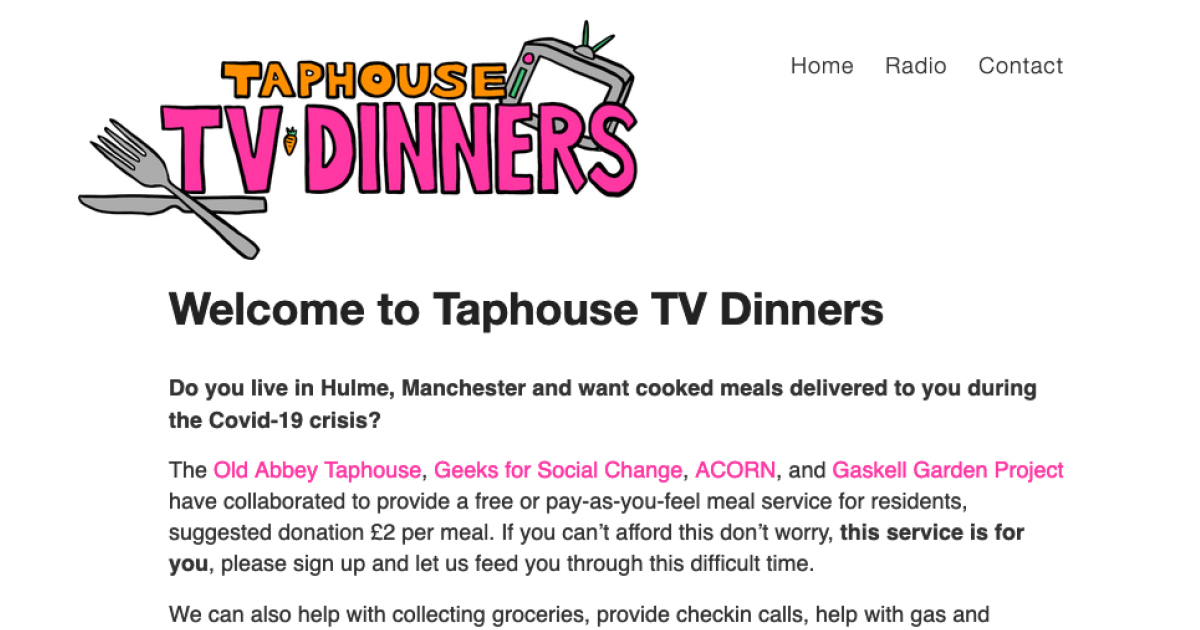 TAPHOUSE
TV DINNERS
Home Radio Contact
Welcome to Taphouse TV Dinners
Do you live in Hulme, Manchester and want cooked meals delivered to you during
the Covid-19 crisis?
The Old Abbey Taphouse, Geeks for Social Change, ACORN, and Gaskell Garden Project
have collaborated to provide a free or pay-as-you-feel meal service for residents,
suggested donation £2 per meal. If you can’t afford this don’t worry, this service is for
you, please sign up and let us feed you through this difficult time.
We can also help with collecting groceries, provide checkin calls, help with gas and